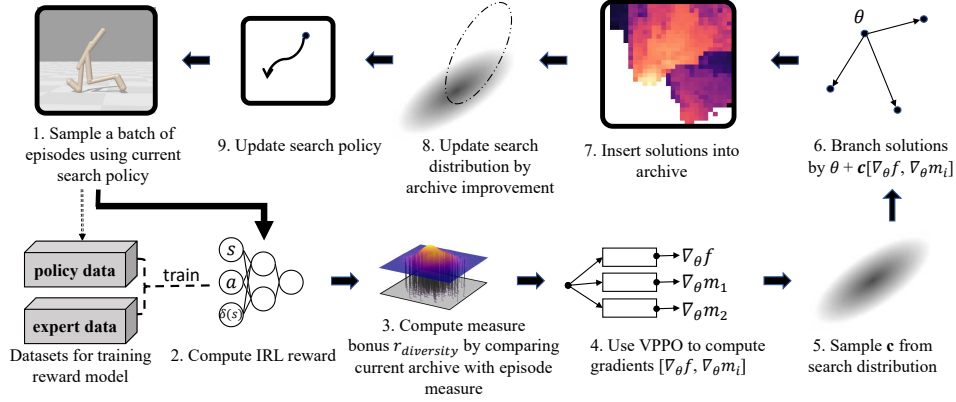 θ
1. Sample a batch of
episodes using current
search policy
9. Update search policy
8. Update search
distribution by
archive improvement
7. Insert solutions into
archive
6. Branch solutions
by θ + c[∇θf, ∇θmi]
policy data
expert data
train
Datasets for training
reward model
s
a
δ(s)
2. Compute IRL reward
3. Compute measure
bonus r_diversity by comparing
current archive with episode
measure
∇θf
∇θm1
∇θm2
4. Use VPPO to compute
gradients [∇θf, ∇θmi]
5. Sample c from
search distribution